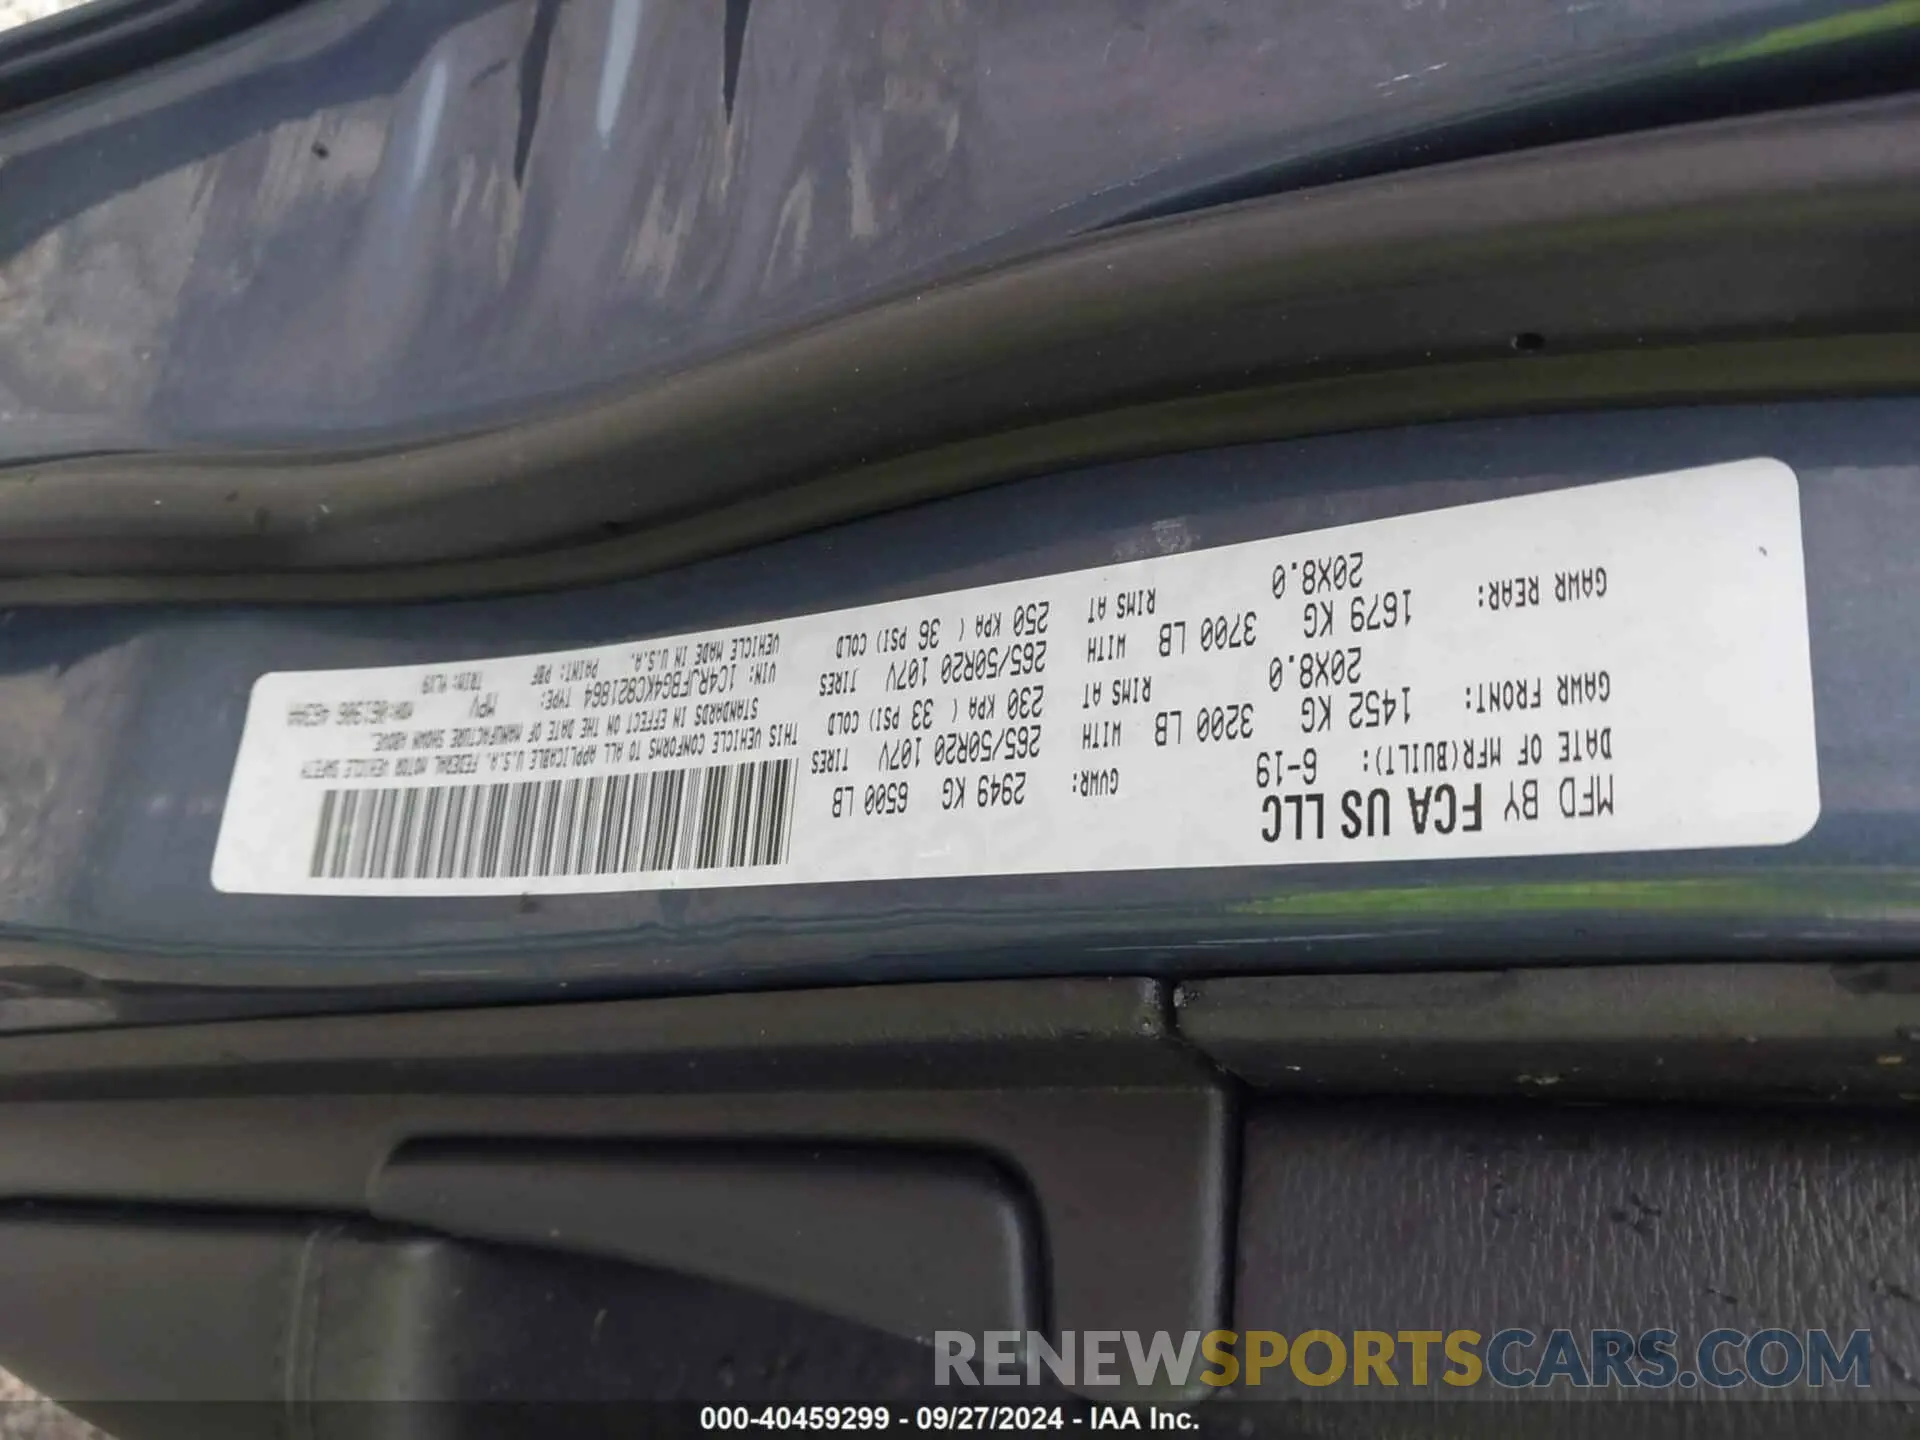 MFD BY FCA US LLC
DATE OF MFR(BUILT): 6-19
GVWR: 2949 KG 6500 LB
GAWR FRONT: 1452 KG 3200 LB WITH 265/50R20 107V TIRES
20X8.0 RIMS AT 230 KPA ( 33 PSI) COLD
GAWR REAR: 1679 KG 3700 LB WITH 265/50R20 107V TIRES
20X8.0 RIMS AT 250 KPA ( 36 PSI) COLD
THIS VEHICLE CONFORMS TO ALL APPLICABLE U.S.A. FEDERAL MOTOR VEHICLE SAFETY
STANDARDS IN EFFECT ON THE DATE OF MANUFACTURE SHOWN ABOVE.
VIN: 1C4RJFBG4KC821864 TYPE: MPV
VEHICLE MADE IN U.S.A. PAINT: PBF TRIM:
RENEWSPORTSCARS.COM
000-40459299 - 09/27/2024 - IAA Inc.